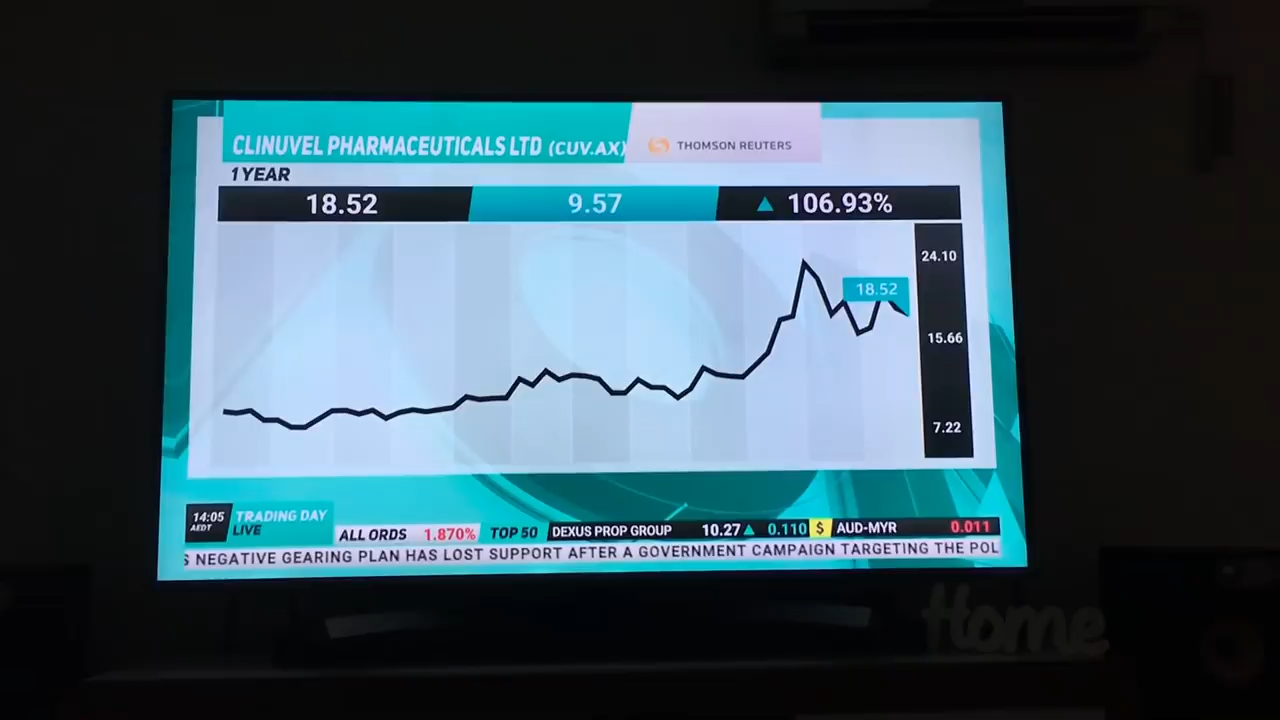 CLINUVEL PHARMACEUTICALS LTD (CUV.AX)
THOMSON REUTERS
1 YEAR
18.52 9.57 ▲ 106.93%
24.10
18.52
15.66
7.22
14:05 AEDT
TRADING DAY
LIVE
ALL ORDS 1.870% TOP 50 DEXUS PROP GROUP 10.27 ▲ 0.110 $ AUD-MYR 0.011
S NEGATIVE GEARING PLAN HAS LOST SUPPORT AFTER A GOVERNMENT CAMPAIGN TARGETING THE POL
Home